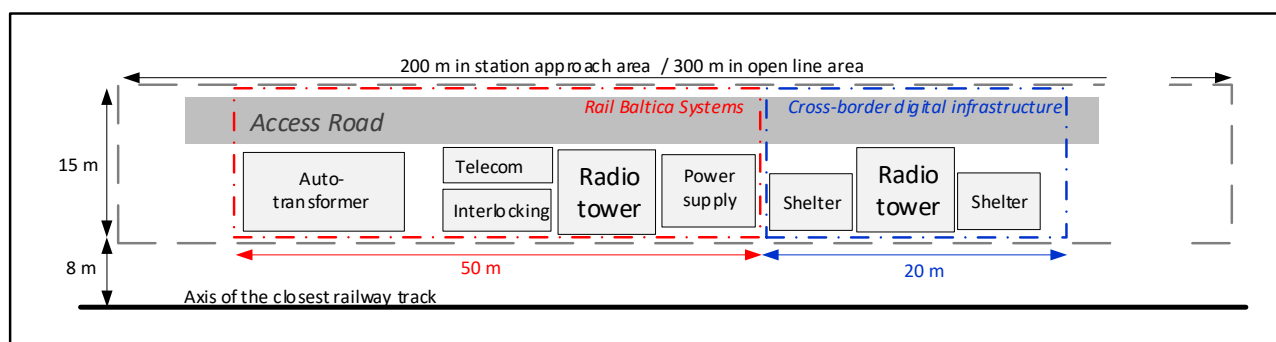 200 m in station approach area / 300 m in open line area
Rail Baltica Systems
Cross-border digital infrastructure
Access Road
15 m
Auto-
transformer
Telecom
Interlocking
Radio
tower
Power
supply
Shelter
Radio
tower
Shelter
8 m
50 m
20 m
Axis of the closest railway track